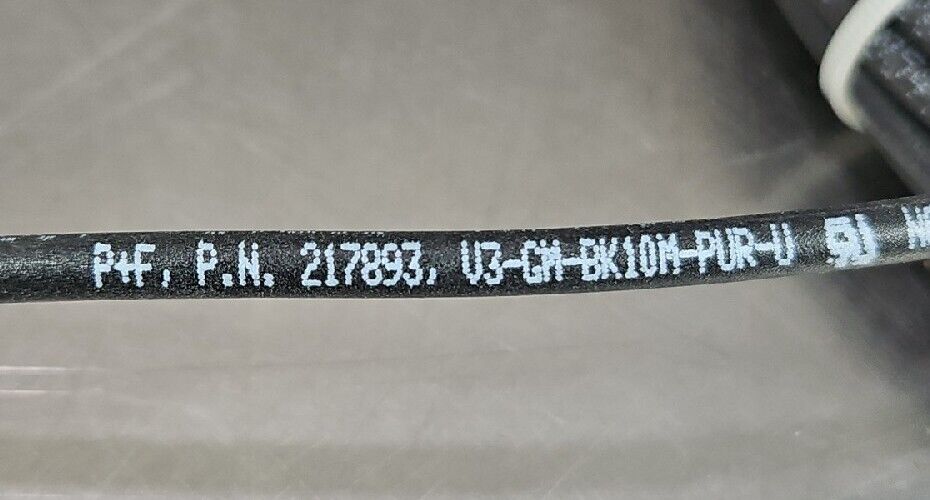 P+F, P.N. 217893, V3-GM-BK10M-PUR-U